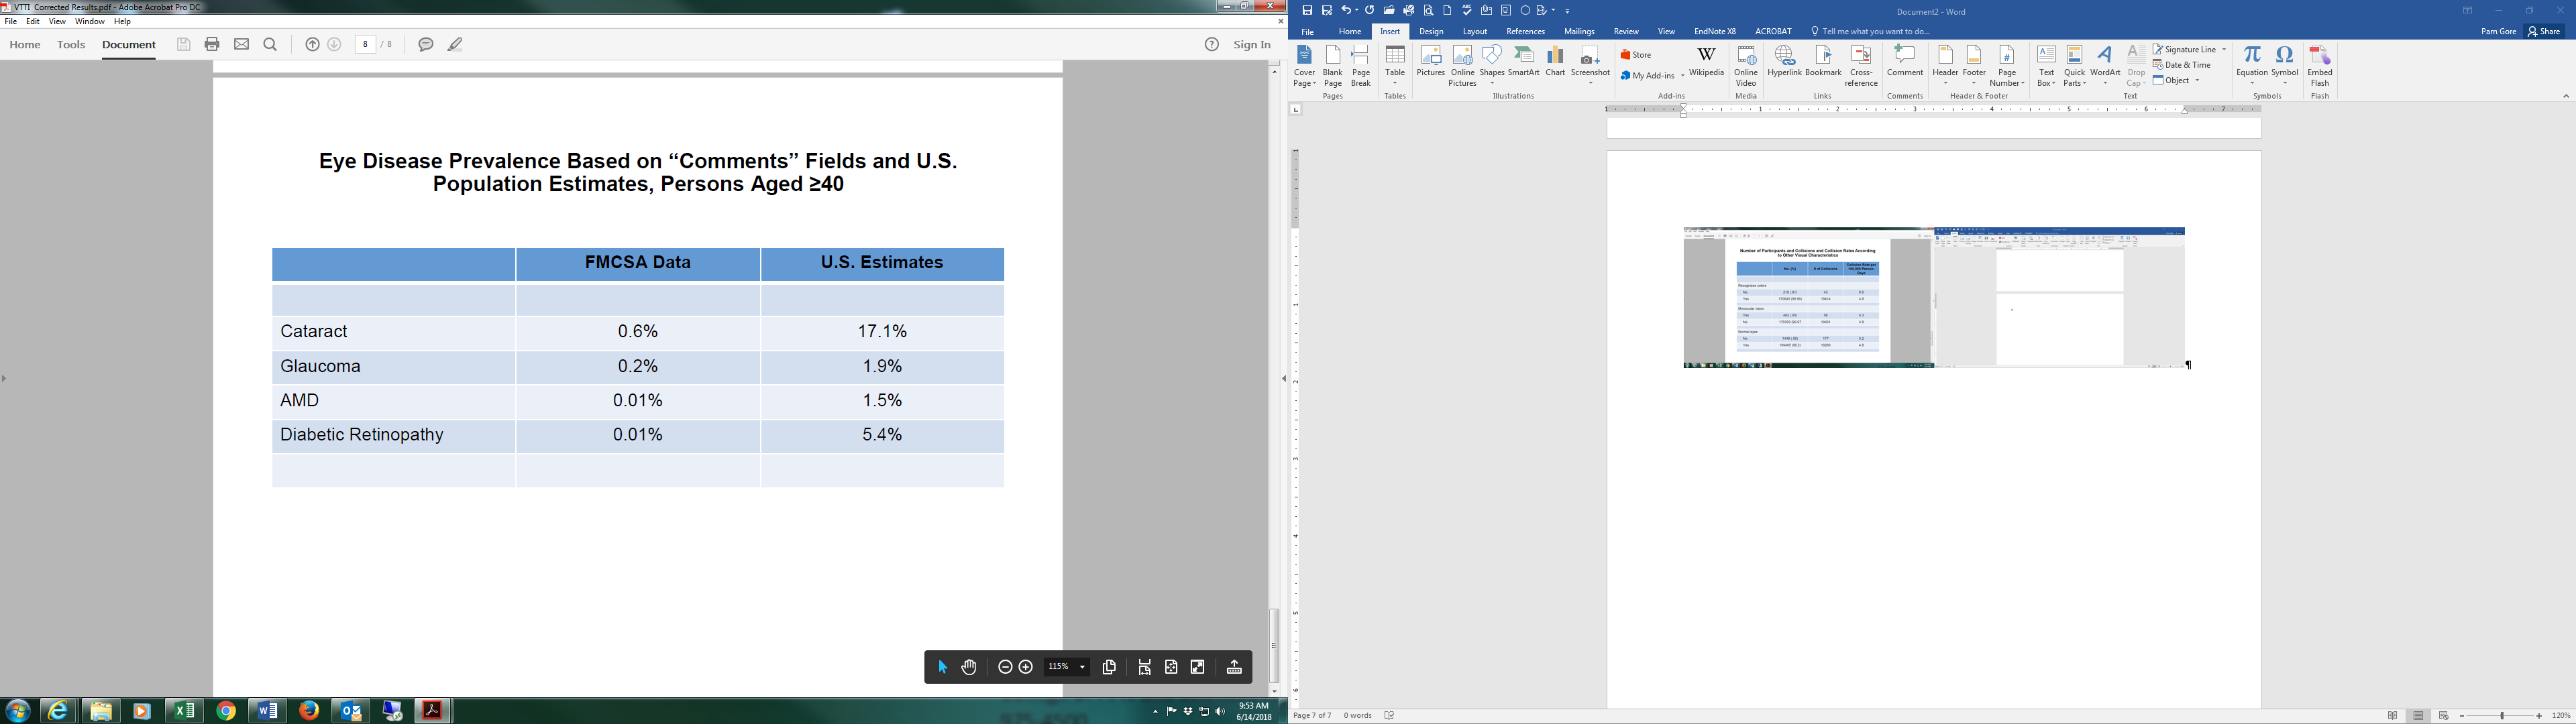 VTTI Corrected Results.pdf - Adobe Acrobat Pro DC
File Edit View Window Help
Home Tools Document 8 / 8 Sign In
Eye Disease Prevalence Based on “Comments” Fields and U.S.
Population Estimates, Persons Aged ≥40
FMCSA Data U.S. Estimates
Cataract 0.6% 17.1%
Glaucoma 0.2% 1.9%
AMD 0.01% 1.5%
Diabetic Retinopathy 0.01% 5.4%
115%
9:53 AM
6/14/2018
Document2 - Word
File Home Insert Design Layout References Mailings Review View EndNote X8 ACROBAT Tell me what you want to do... Pam Gore Share
Cover Page Blank Page Page Break
Pages
Table
Tables
Pictures Online Pictures Shapes SmartArt Chart Screenshot
Illustrations
Store
My Add-ins Wikipedia
Add-ins
Online Video
Media
Hyperlink Bookmark Cross-reference
Links
Comment
Comments
Header Footer Page Number
Header & Footer
Text Box Quick Parts WordArt Drop Cap
Signature Line
Date & Time
Object
Text
Equation Symbol
Symbols
Embed Flash
Flash
Number of Participants and Collisions and Collision Rates According
to Other Visual Characteristics
Page 7 of 7 0 words
120%